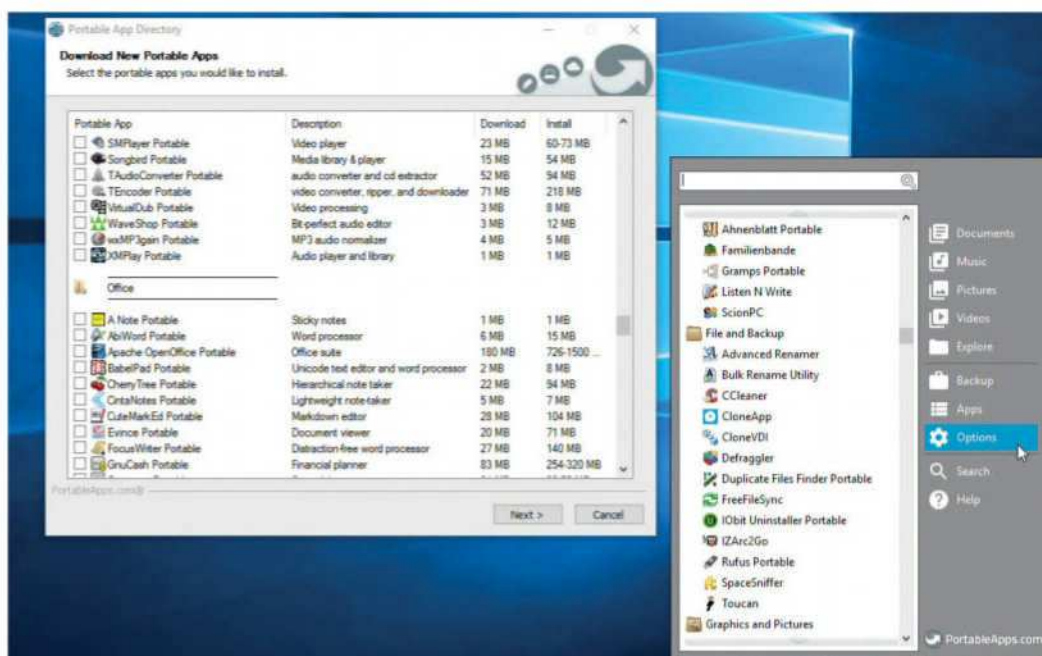 Portable App Directory
Download New Portable Apps
Select the portable apps you would like to install.
Portable App Description Download Install
SMPlayer Portable Video player 23 MB 60-73 MB
Songbird Portable Media library & player 15 MB 54 MB
TAudioConverter Portable audio converter and cd extractor 52 MB 94 MB
TEncoder Portable video converter, ripper, and downloader 71 MB 218 MB
VirtualDub Portable Video processing 3 MB 8 MB
WaveShop Portable Bit-perfect audio editor 3 MB 12 MB
wxMP3gain Portable MP3 audio normalizer 4 MB 5 MB
XMPlay Portable Audio player and library 1 MB 1 MB
Office
A Note Portable Sticky notes 1 MB 1 MB
AbiWord Portable Word processor 6 MB 15 MB
Apache OpenOffice Portable Office suite 180 MB 726-1500 ...
BabelPad Portable Unicode text editor and word processor 2 MB 8 MB
CherryTree Portable Hierarchical note taker 22 MB 94 MB
CintaNotes Portable Lightweight note-taker 5 MB 7 MB
CuteMarkEd Portable Markdown editor 28 MB 104 MB
Evince Portable Document viewer 20 MB 71 MB
FocusWriter Portable Distraction-free word processor 27 MB 140 MB
GnuCash Portable Financial planner 83 MB 254-320 MB
Next > Cancel
Ahnenblatt Portable
Familienbande
Gramps Portable
Listen N Write
ScionPC
File and Backup
Advanced Renamer
Bulk Rename Utility
CCleaner
CloneApp
CloneVDI
Defraggler
Duplicate Files Finder Portable
FreeFileSync
IObit Uninstaller Portable
IZArc2Go
Rufus Portable
SpaceSniffer
Toucan
Graphics and Pictures
Documents
Music
Pictures
Videos
Explore
Backup
Apps
Options
Search
Help
PortableApps.com